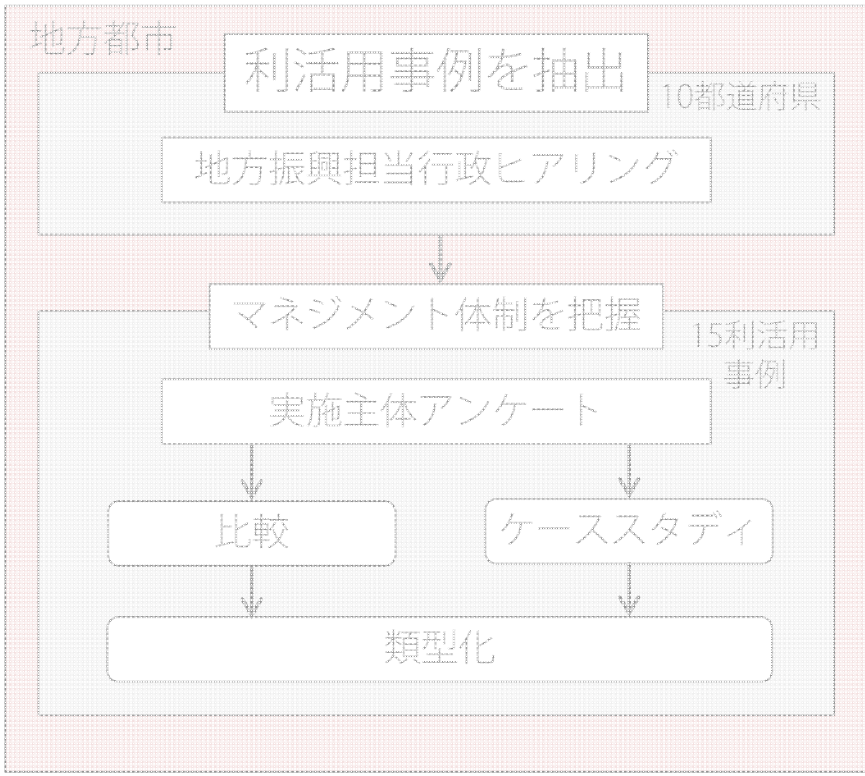 地方都市
利活用事例を抽出
10都道府県
地方振興担当行政ヒアリング
マネジメント体制を把握
15利活用
事例
実施主体アンケート
比較
ケーススタディ
類型化